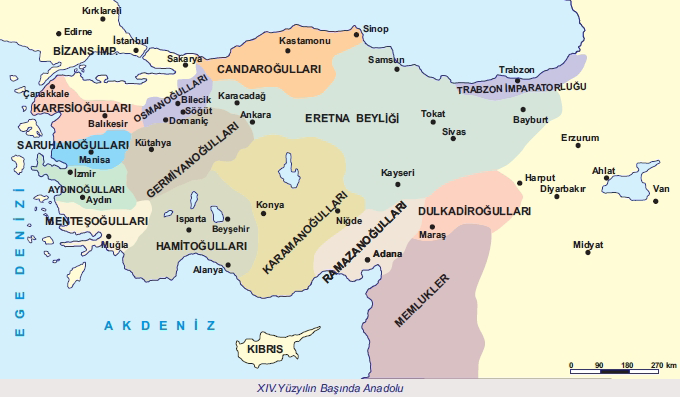 Kırklareli
Edirne
BİZANS İMP.
İstanbul
Sakarya
CANDAROĞULLARI
Kastamonu
Sinop
Samsun
Trabzon
TRABZON İMPARATORLUĞU
Çanakkale
KARESİOĞULLARI
Balıkesir
OSMANOĞULLARI
Bilecik
Söğüt
Domaniç
Karacadağ
Ankara
ERETNA BEYLİĞİ
Tokat
Sivas
Bayburt
Erzurum
SARUHANOĞULLARI
Manisa
Kütahya
GERMİYANOĞULLARI
İzmir
AYDINOĞULLARI
Aydın
Kayseri
Harput
Diyarbakır
Ahlat
Van
MENTEŞOĞULLARI
Muğla
Isparta
Beyşehir
HAMİTOĞULLARI
Alanya
Konya
KARAMANOĞULLARI
Niğde
RAMAZANOĞULLARI
Adana
DULKADİROĞULLARI
Maraş
Midyat
MEMLUKLER
EGE DENİZİ
AKDENİZ
KIBRIS
0 90 180 270 km
XIV.Yüzyılın Başında Anadolu